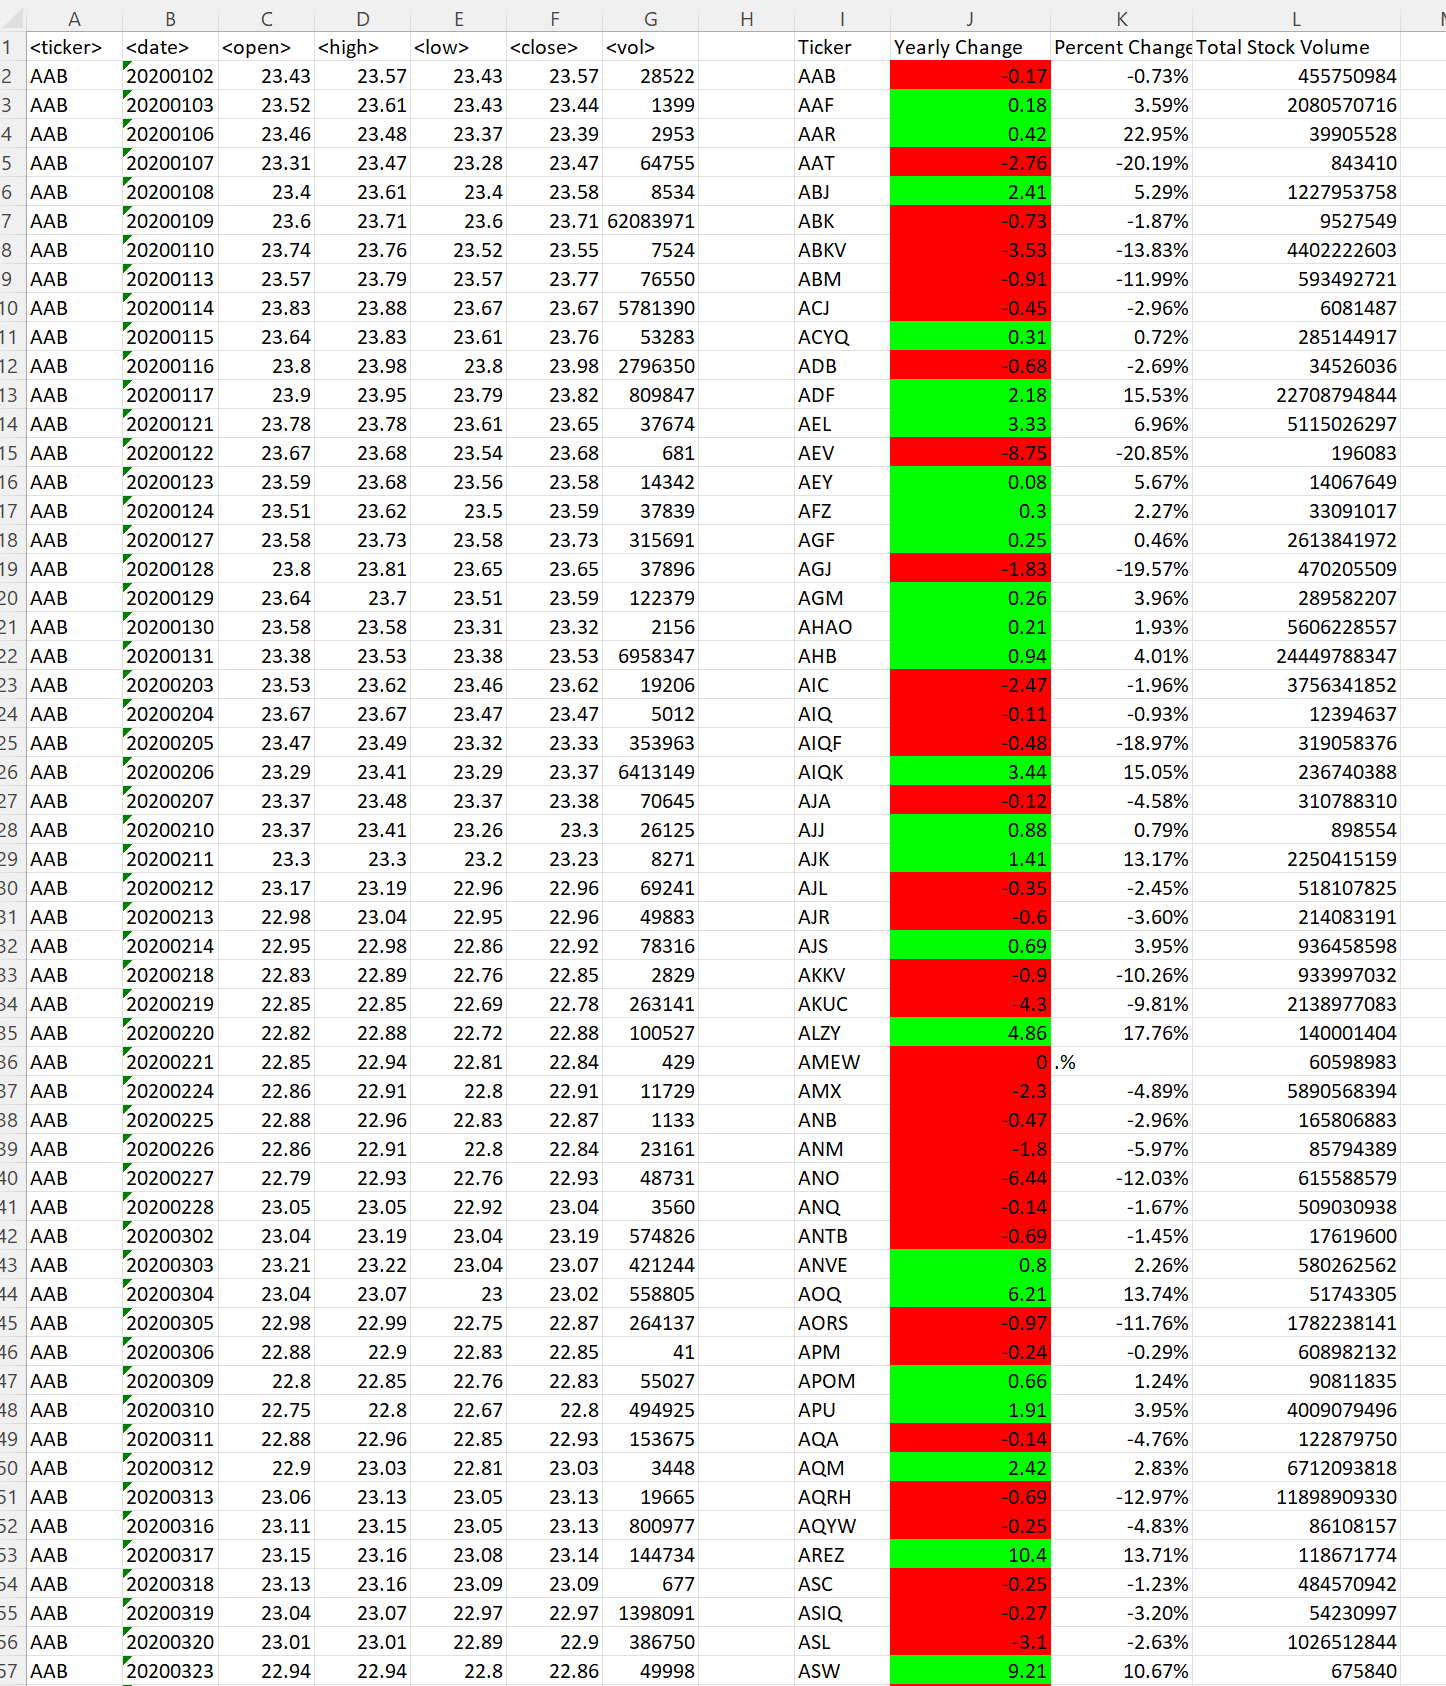 A B C D E F G H I J K L
1 <ticker> <date> <open> <high> <low> <close> <vol> Ticker Yearly Change Percent Change Total Stock Volume
2 AAB 20200102 23.43 23.57 23.43 23.57 28522 AAB -0.17 -0.73% 455750984
3 AAB 20200103 23.52 23.61 23.43 23.44 1399 AAF 0.18 3.59% 2080570716
4 AAB 20200106 23.46 23.48 23.37 23.39 2953 AAR 0.42 22.95% 39905528
5 AAB 20200107 23.31 23.47 23.28 23.47 64755 AAT -2.76 -20.19% 843410
6 AAB 20200108 23.4 23.61 23.4 23.58 8534 ABJ 2.41 5.29% 1227953758
7 AAB 20200109 23.6 23.71 23.6 23.71 62083971 ABK -0.73 -1.87% 9527549
8 AAB 20200110 23.74 23.76 23.52 23.55 7524 ABKV -3.53 -13.83% 4402222603
9 AAB 20200113 23.57 23.79 23.57 23.77 76550 ABM -0.91 -11.99% 593492721
10 AAB 20200114 23.83 23.88 23.67 23.67 5781390 ACJ -0.45 -2.96% 6081487
11 AAB 20200115 23.64 23.83 23.61 23.76 53283 ACYQ 0.31 0.72% 285144917
12 AAB 20200116 23.8 23.98 23.8 23.98 2796350 ADB -0.68 -2.69% 34526036
13 AAB 20200117 23.9 23.95 23.79 23.82 809847 ADF 2.18 15.53% 22708794844
14 AAB 20200121 23.78 23.78 23.61 23.65 37674 AEL 3.33 6.96% 5115026297
15 AAB 20200122 23.67 23.68 23.54 23.68 681 AEV -8.75 -20.85% 196083
16 AAB 20200123 23.59 23.68 23.56 23.58 14342 AEY 0.08 5.67% 14067649
17 AAB 20200124 23.51 23.62 23.5 23.59 37839 AFZ 0.3 2.27% 33091017
18 AAB 20200127 23.58 23.73 23.58 23.73 315691 AGF 0.25 0.46% 2613841972
19 AAB 20200128 23.8 23.81 23.65 23.65 37896 AGJ -1.83 -19.57% 470205509
20 AAB 20200129 23.64 23.7 23.51 23.59 122379 AGM 0.26 3.96% 289582207
21 AAB 20200130 23.58 23.58 23.31 23.32 2156 AHAO 0.21 1.93% 5606228557
22 AAB 20200131 23.38 23.53 23.38 23.53 6958347 AHB 0.94 4.01% 24449788347
23 AAB 20200203 23.53 23.62 23.46 23.62 19206 AIC -2.47 -1.96% 3756341852
24 AAB 20200204 23.67 23.67 23.47 23.47 5012 AIQ -0.11 -0.93% 12394637
25 AAB 20200205 23.47 23.49 23.32 23.33 353963 AIQF -0.48 -18.97% 319058376
26 AAB 20200206 23.29 23.41 23.29 23.37 6413149 AIQK 3.44 15.05% 236740388
27 AAB 20200207 23.37 23.48 23.37 23.38 70645 AJA -0.12 -4.58% 310788310
28 AAB 20200210 23.37 23.41 23.26 23.3 26125 AJJ 0.88 0.79% 898554
29 AAB 20200211 23.3 23.3 23.2 23.23 8271 AJK 1.41 13.17% 2250415159
30 AAB 20200212 23.17 23.19 22.96 22.96 69241 AJL -0.35 -2.45% 518107825
31 AAB 20200213 22.98 23.04 22.95 22.96 49883 AJR -0.6 -3.60% 214083191
32 AAB 20200214 22.95 22.98 22.86 22.92 78316 AJS 0.69 3.95% 936458598
33 AAB 20200218 22.83 22.89 22.76 22.85 2829 AKKV -0.9 -10.26% 933997032
34 AAB 20200219 22.85 22.85 22.69 22.78 263141 AKUC -4.3 -9.81% 2138977083
35 AAB 20200220 22.82 22.88 22.72 22.88 100527 ALZY 4.86 17.76% 140001404
36 AAB 20200221 22.85 22.94 22.81 22.84 429 AMEW 0 .% 60598983
37 AAB 20200224 22.86 22.91 22.8 22.91 11729 AMX -2.3 -4.89% 5890568394
38 AAB 20200225 22.88 22.96 22.83 22.87 1133 ANB -0.47 -2.96% 165806883
39 AAB 20200226 22.86 22.91 22.8 22.84 23161 ANM -1.8 -5.97% 85794389
40 AAB 20200227 22.79 22.93 22.76 22.93 48731 ANO -6.44 -12.03% 615588579
41 AAB 20200228 23.05 23.05 22.92 23.04 3560 ANQ -0.14 -1.67% 509030938
42 AAB 20200302 23.04 23.19 23.04 23.19 574826 ANTB -0.69 -1.45% 17619600
43 AAB 20200303 23.21 23.22 23.04 23.07 421244 ANVE 0.8 2.26% 580262562
44 AAB 20200304 23.04 23.07 23 23.02 558805 AOQ 6.21 13.74% 51743305
45 AAB 20200305 22.98 22.99 22.75 22.87 264137 AORS -0.97 -11.76% 1782238141
46 AAB 20200306 22.88 22.9 22.83 22.85 41 APM -0.24 -0.29% 608982132
47 AAB 20200309 22.8 22.85 22.76 22.83 55027 APOM 0.66 1.24% 90811835
48 AAB 20200310 22.75 22.8 22.67 22.8 494925 APU 1.91 3.95% 4009079496
49 AAB 20200311 22.88 22.96 22.85 22.93 153675 AQA -0.14 -4.76% 122879750
50 AAB 20200312 22.9 23.03 22.81 23.03 3448 AQM 2.42 2.83% 6712093818
51 AAB 20200313 23.06 23.13 23.05 23.13 19665 AQRH -0.69 -12.97% 11898909330
52 AAB 20200316 23.11 23.15 23.05 23.13 800977 AQYW -0.25 -4.83% 86108157
53 AAB 20200317 23.15 23.16 23.08 23.14 144734 AREZ 10.4 13.71% 118671774
54 AAB 20200318 23.13 23.16 23.09 23.09 677 ASC -0.25 -1.23% 484570942
55 AAB 20200319 23.04 23.07 22.97 22.97 1398091 ASIQ -0.27 -3.20% 54230997
56 AAB 20200320 23.01 23.01 22.89 22.9 386750 ASL -3.1 -2.63% 1026512844
57 AAB 20200323 22.94 22.94 22.8 22.86 49998 ASW 9.21 10.67% 675840